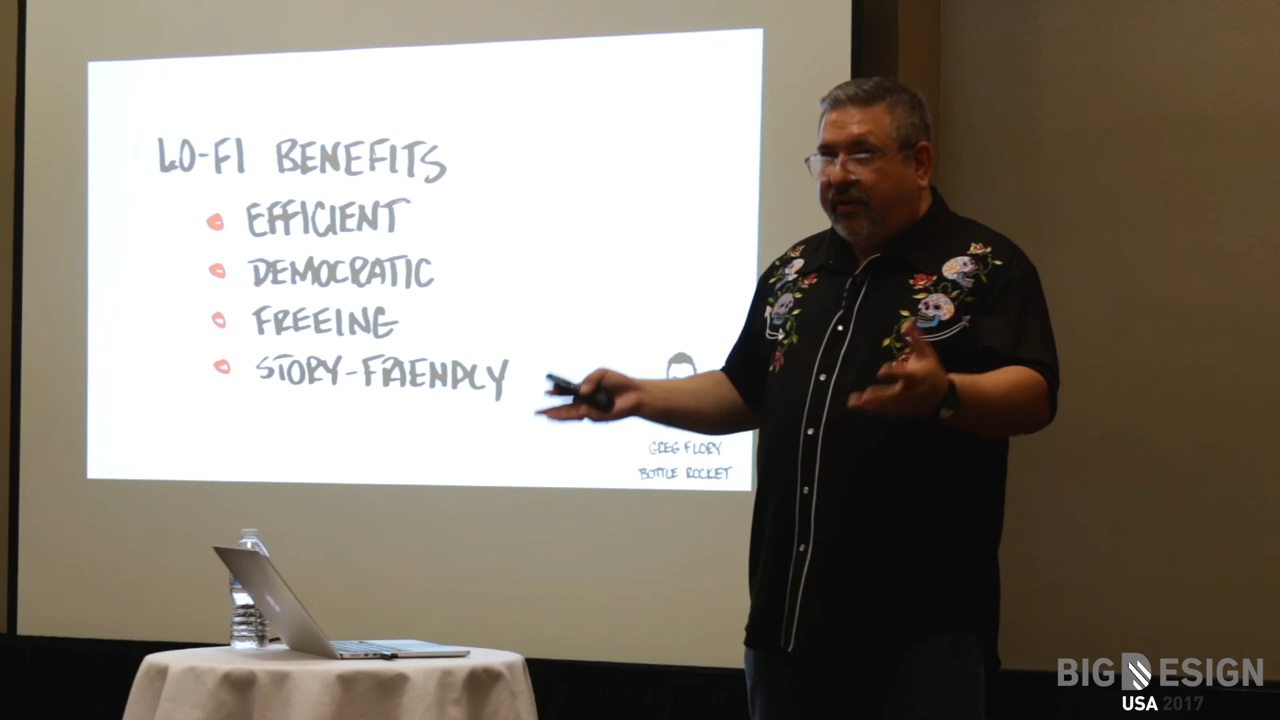 LO-FI BENEFITS
EFFICIENT
DEMOCRATIC
FREEING
STORY-FRIENDLY
GREG FLORY
BOTTLE ROCKET
BIG DESIGN
USA 2017